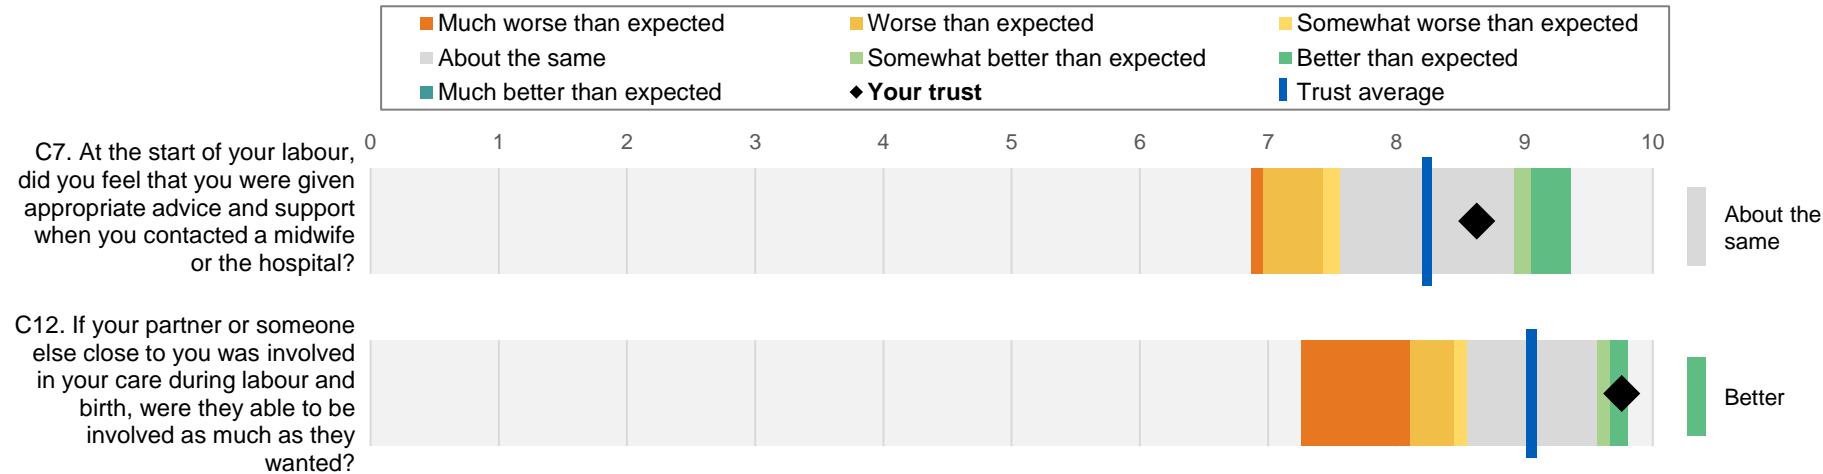 Much worse than expected
Worse than expected
Somewhat worse than expected
About the same
Somewhat better than expected
Better than expected
Much better than expected
Your trust
Trust average
0 1 2 3 4 5 6 7 8 9 10
C7. At the start of your labour,
did you feel that you were given
appropriate advice and support
when you contacted a midwife
or the hospital?
About the
same
C12. If your partner or someone
else close to you was involved
in your care during labour and
birth, were they able to be
involved as much as they
wanted?
Better